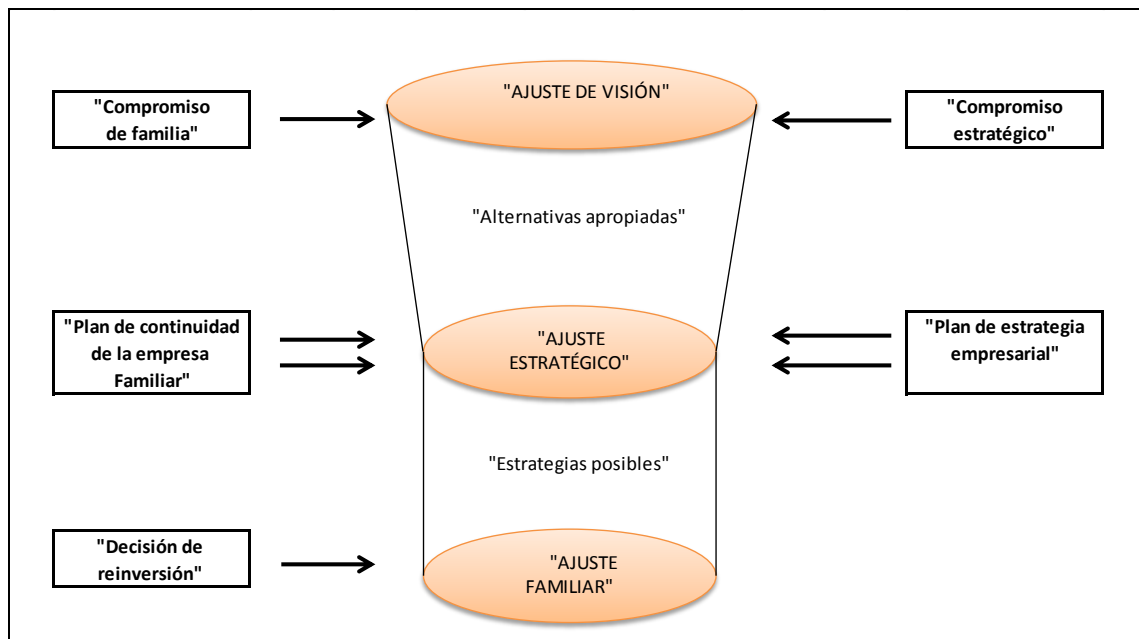 "AJUSTE DE VISIÓN"
"Compromiso
de familia"
"Compromiso
estratégico"
"Alternativas apropiadas"
"Plan de continuidad
de la empresa
Familiar"
"AJUSTE
ESTRATÉGICO"
"Plan de estrategia
empresarial"
"Estrategias posibles"
"Decisión de
reinversión"
"AJUSTE
FAMILIAR"